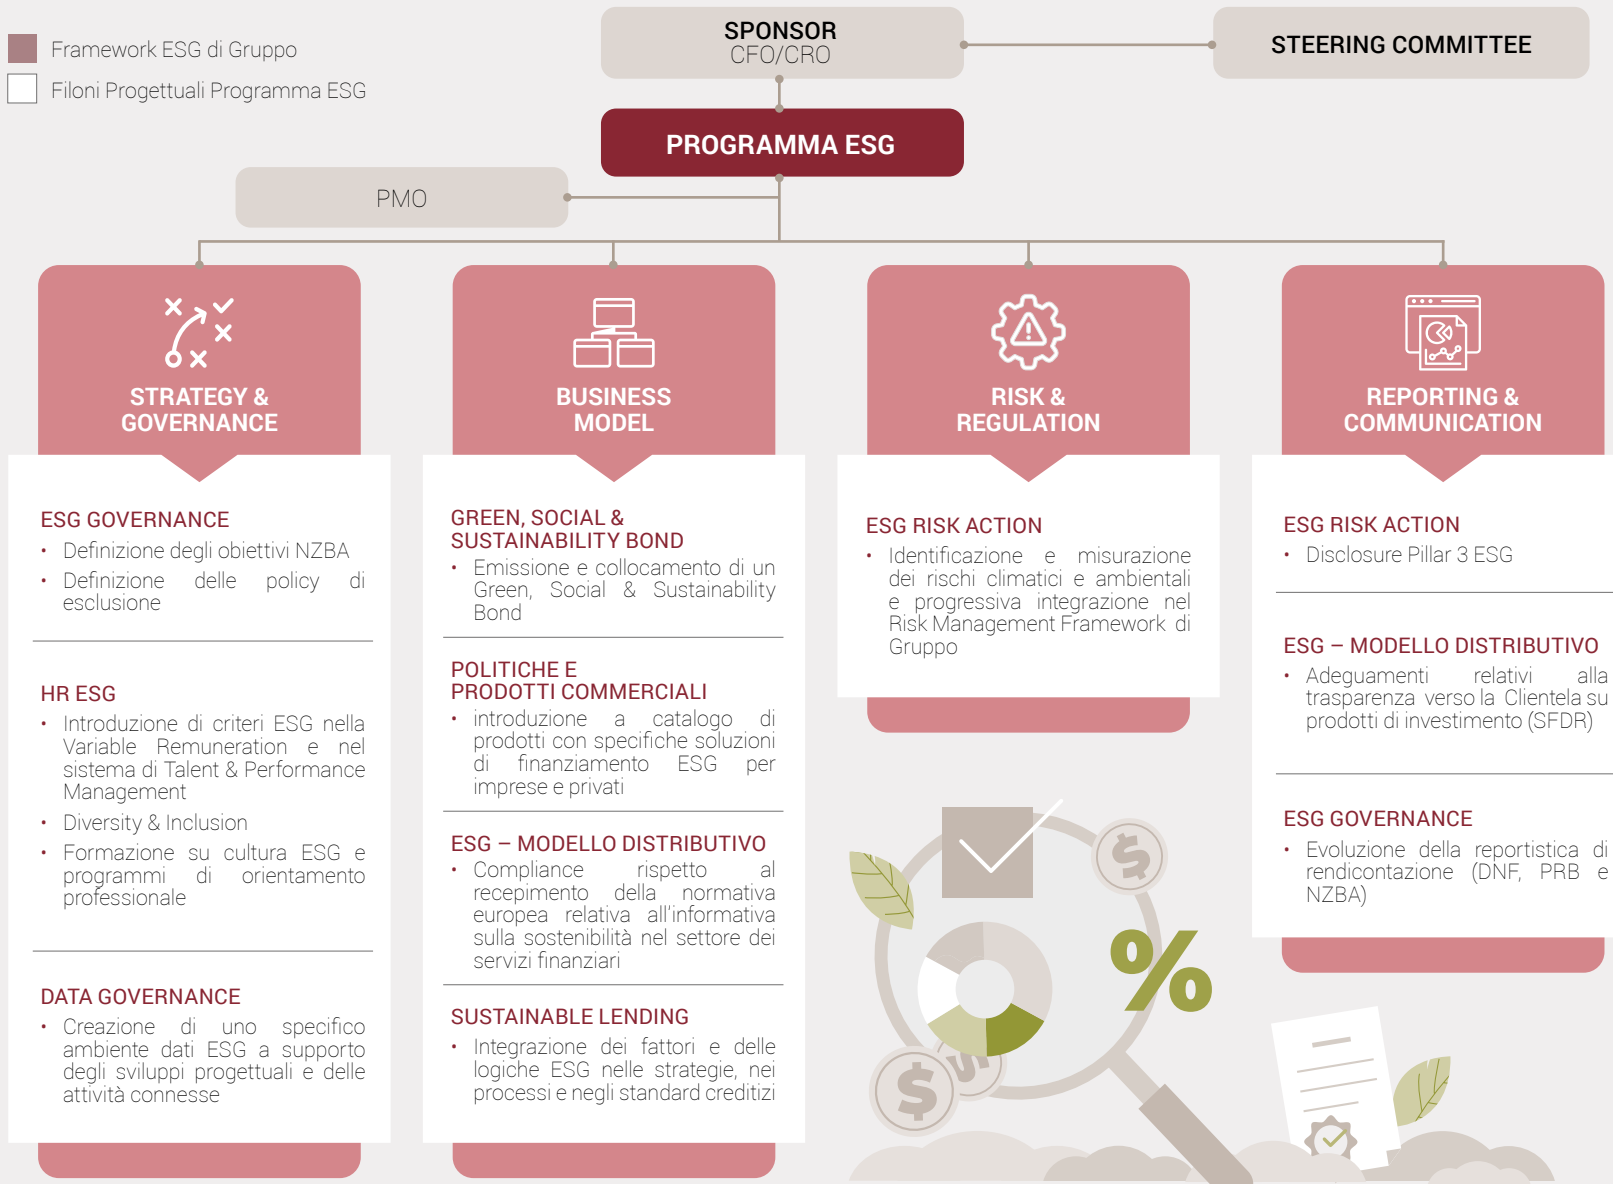 Framework ESG di Gruppo
Filoni Progettuali Programma ESG
SPONSOR
CFO/CRO
STEERING COMMITTEE
PROGRAMMA ESG
PMO
STRATEGY &
GOVERNANCE
ESG GOVERNANCE
• Definizione degli obiettivi NZBA
• Definizione delle policy di
esclusione
HR ESG
• Introduzione di criteri ESG nella
Variable Remuneration e nel
sistema di Talent & Performance
Management
• Diversity & Inclusion
• Formazione su cultura ESG e
programmi di orientamento
professionale
DATA GOVERNANCE
• Creazione di uno specifico
ambiente dati ESG a supporto
degli sviluppi progettuali e delle
attività connesse
BUSINESS
MODEL
GREEN, SOCIAL &
SUSTAINABILITY BOND
• Emissione e collocamento di un
Green, Social & Sustainability
Bond
POLITICHE E
PRODOTTI COMMERCIALI
• introduzione a catalogo di
prodotti con specifiche soluzioni
di finanziamento ESG per
imprese e privati
ESG – MODELLO DISTRIBUTIVO
• Compliance rispetto al
recepimento della normativa
europea relativa all'informativa
sulla sostenibilità nel settore dei
servizi finanziari
SUSTAINABLE LENDING
• Integrazione dei fattori e delle
logiche ESG nelle strategie, nei
processi e negli standard creditizi
RISK &
REGULATION
ESG RISK ACTION
• Identificazione e misurazione
dei rischi climatici e ambientali
e progressiva integrazione nel
Risk Management Framework di
Gruppo
REPORTING &
COMMUNICATION
ESG RISK ACTION
• Disclosure Pillar 3 ESG
ESG – MODELLO DISTRIBUTIVO
• Adeguamenti relativi alla
trasparenza verso la Clientela su
prodotti di investimento (SFDR)
ESG GOVERNANCE
• Evoluzione della reportistica di
rendicontazione (DNF, PRB e
NZBA)
$
%
$
$